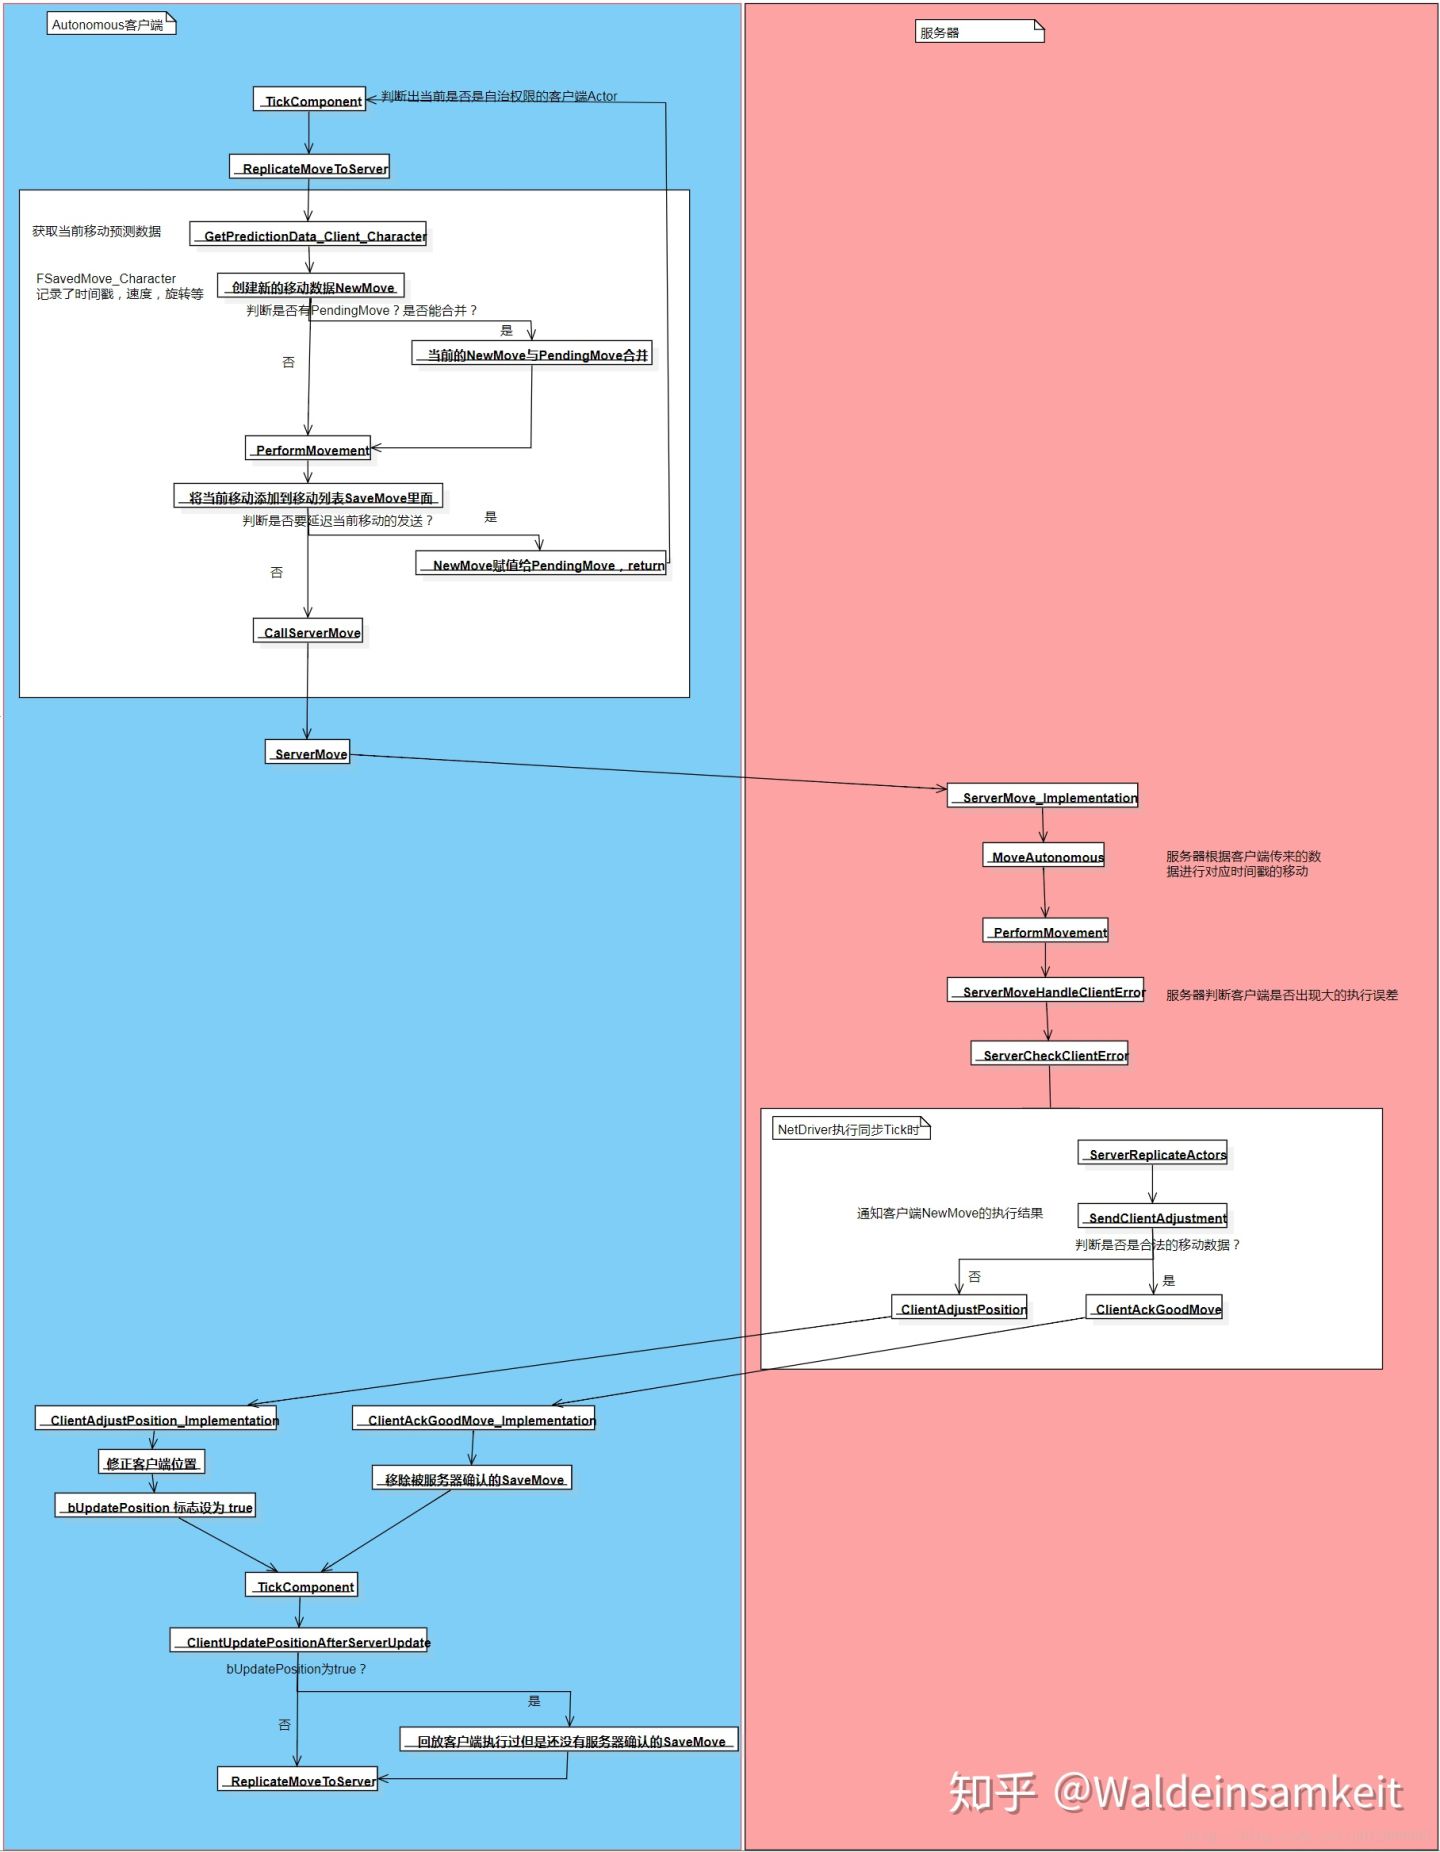 Autonomous客户端
服务器
TickComponent
判断出当前是否是自治权限的客户端Actor
ReplicateMoveToServer
获取当前移动预测数据
GetPredictionData_Client_Character
FSavedMove_Character
记录了时间戳，速度，旋转等
创建新的移动数据NewMove
判断是否有PendingMove？是否能合并？
是
当前的NewMove与PendingMove合并
否
PerformMovement
将当前移动添加到移动列表SaveMove里面
判断是否要延迟当前移动的发送？
是
NewMove赋值给PendingMove，return
否
CallServerMove
ServerMove
ServerMove_Implementation
MoveAutonomous
服务器根据客户端传来的数
据进行对应时间戳的移动
PerformMovement
ServerMoveHandleClientError
服务器判断客户端是否出现大的执行误差
ServerCheckClientError
NetDriver执行同步Tick时
ServerReplicateActors
通知客户端NewMove的执行结果
SendClientAdjustment
判断是否是合法的移动数据？
否
是
ClientAdjustPosition
ClientAckGoodMove
ClientAdjustPosition_Implementation
ClientAckGoodMove_Implementation
修正客户端位置
移除被服务器确认的SaveMove
bUpdatePosition 标志设为 true
TickComponent
ClientUpdatePositionAfterServerUpdate
bUpdatePosition为true？
是
否
回放客户端执行过但是还没有服务器确认的SaveMove
ReplicateMoveToServer
知乎 @Waldeinsamkeit